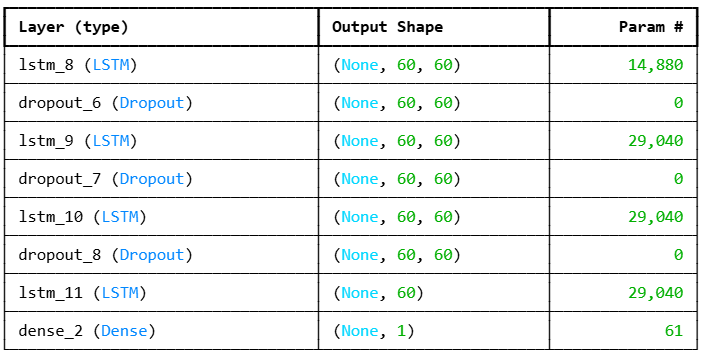 Layer (type) Output Shape Param #
lstm_8 (LSTM) (None, 60, 60) 14,880
dropout_6 (Dropout) (None, 60, 60) 0
lstm_9 (LSTM) (None, 60, 60) 29,040
dropout_7 (Dropout) (None, 60, 60) 0
lstm_10 (LSTM) (None, 60, 60) 29,040
dropout_8 (Dropout) (None, 60, 60) 0
lstm_11 (LSTM) (None, 60) 29,040
dense_2 (Dense) (None, 1) 61